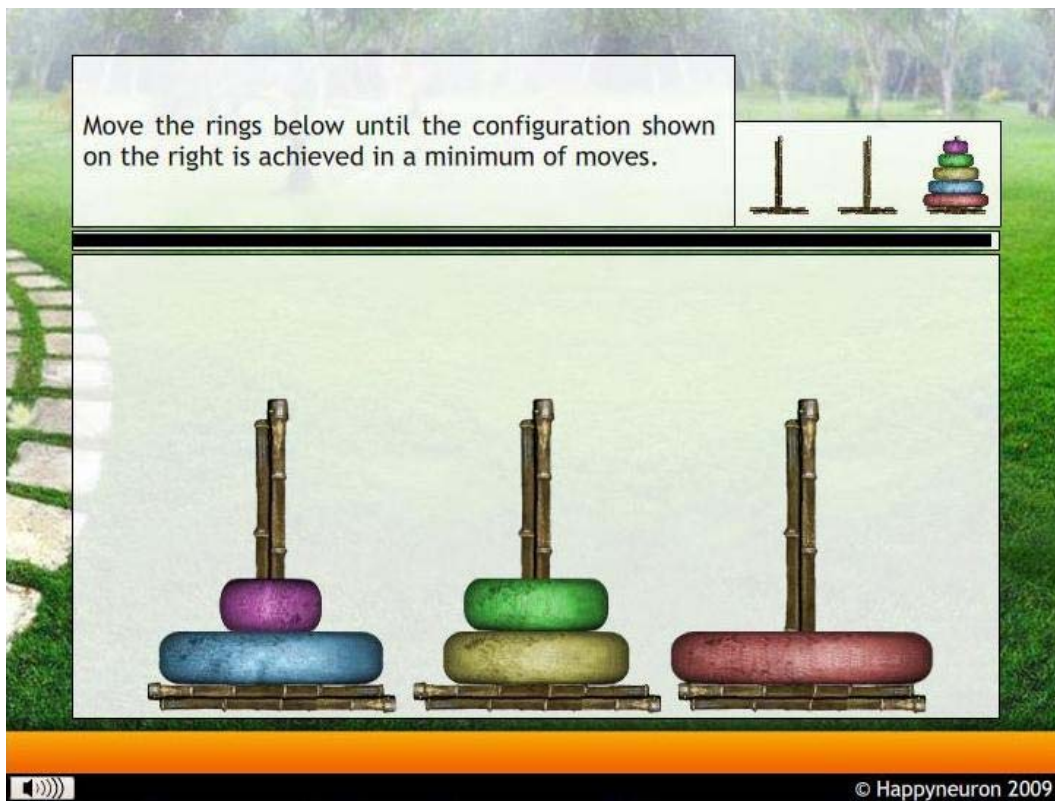 Move the rings below until the configuration shown
on the right is achieved in a minimum of moves.
© Happyneuron 2009